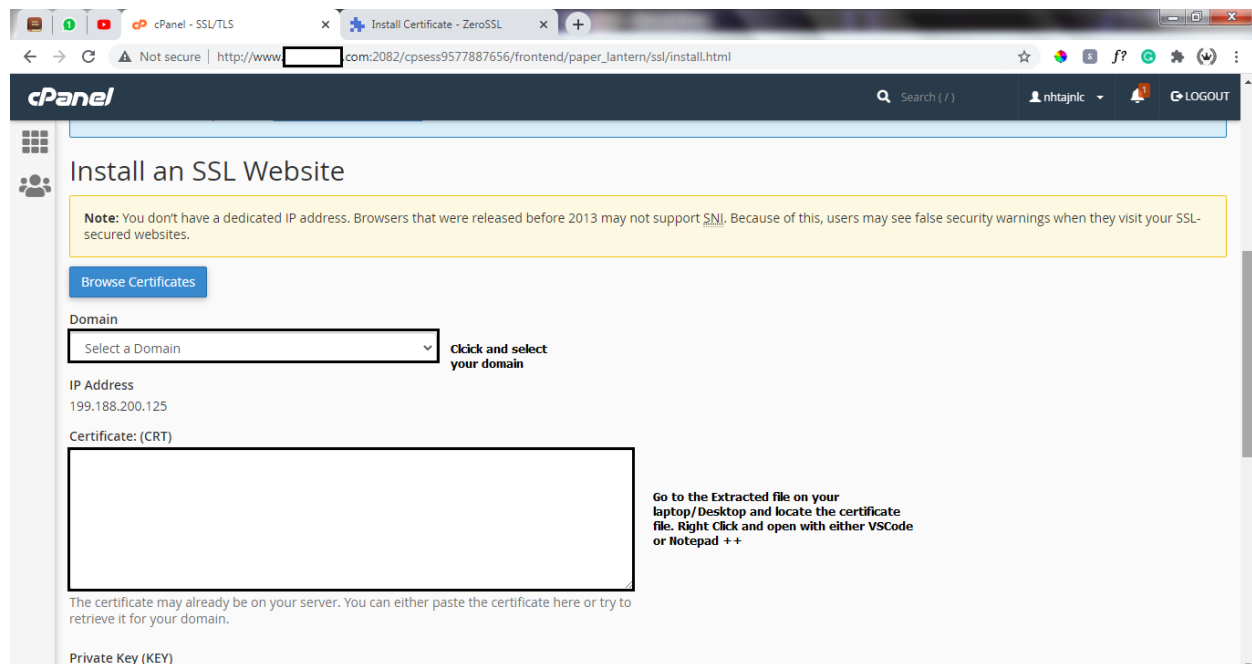 cPanel - SSL/TLS
Install Certificate - ZeroSSL
Not secure | http://www. .com:2082/cpsess9577887656/frontend/paper_lantern/ssl/install.html
f?
cPanel
Search ( / )
nhtajnlc
1
LOGOUT
Install an SSL Website
Note: You don't have a dedicated IP address. Browsers that were released before 2013 may not support SNI. Because of this, users may see false security warnings when they visit your SSL-
secured websites.
Browse Certificates
Domain
Select a Domain
Clcick and select
your domain
IP Address
199.188.200.125
Certificate: (CRT)
Go to the Extracted file on your
laptop/Desktop and locate the certificate
file. Right Click and open with either VSCode
or Notepad ++
The certificate may already be on your server. You can either paste the certificate here or try to
retrieve it for your domain.
Private Key (KEY)